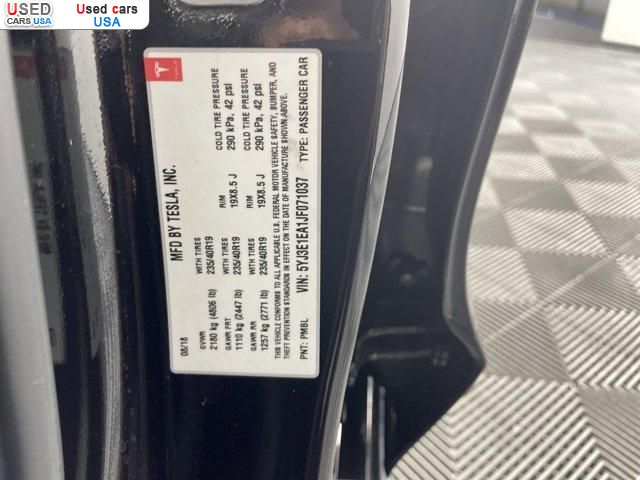 USED
CARS USA
Used cars
USA
TESLA
MFD BY TESLA, INC.
08/18
GVWR WITH TIRES RIM COLD TIRE PRESSURE
2180 kg (4806 lb) 235/40R19 19X8.5 J 290 kPa, 42 psi
GAWR FRT WITH TIRES RIM COLD TIRE PRESSURE
1110 kg (2447 lb) 235/40R19 19X8.5 J 290 kPa, 42 psi
GAWR RR
1257 kg (2771 lb) 235/40R19
THIS VEHICLE CONFORMS TO ALL APPLICABLE U.S. FEDERAL MOTOR VEHICLE SAFETY, BUMPER, AND
THEFT PREVENTION STANDARDS IN EFFECT ON THE DATE OF MANUFACTURE SHOWN ABOVE.
PNT: PMBL VIN: 5YJ3E1EA1JF071037 TYPE: PASSENGER CAR